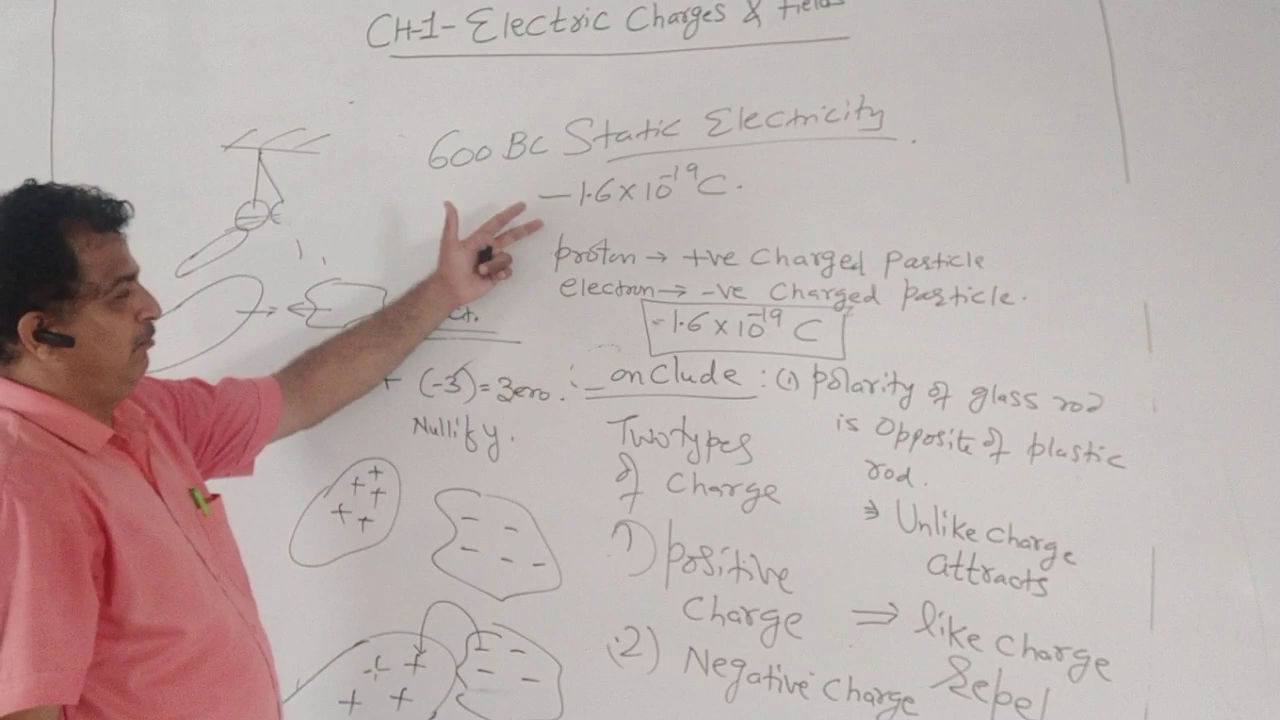 CH-1- Electric Charges & Fields
600 BC Static Electricity.
-1.6×10⁻¹⁹C.
proton → +ve Charged Particle
electron → -ve Charged particle.
-1.6×10⁻¹⁹ C
+ (-3) = Zero.
Nullify.
onclude : (1) polarity of glass rod
is opposite of plastic
rod.
Two types
of Charge
⇒ Unlike charge
attracts
1) Positive
Charge
⇒ like charge
Repel
2) Negative Charge
+ + + + +
- - - - -
+ + + +
- - - -